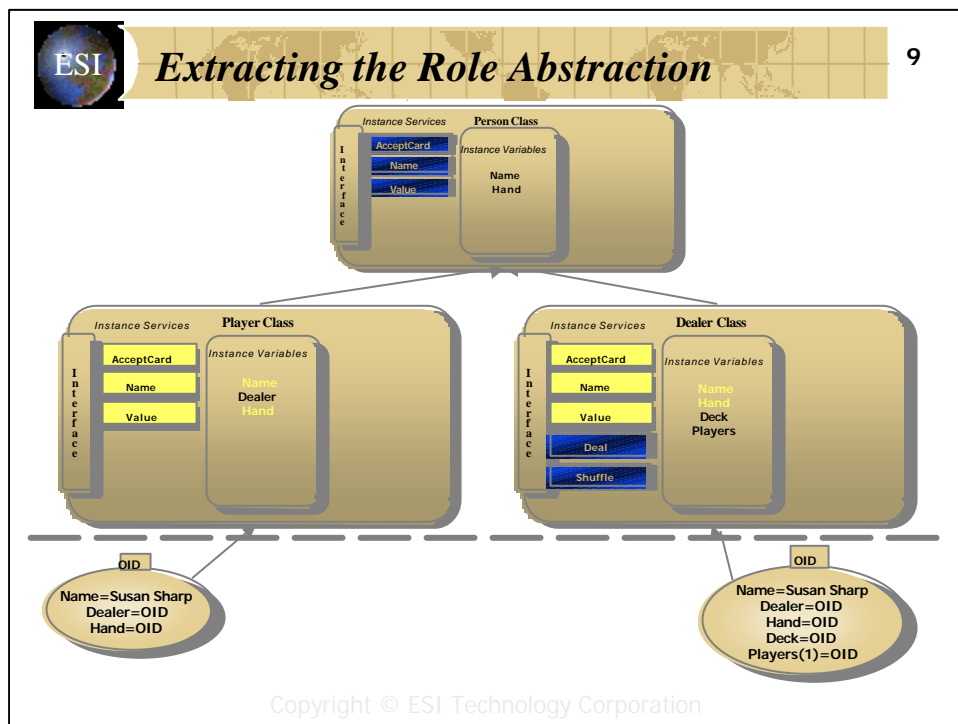 ESI
Extracting the Role Abstraction
9
Instance Services
Person Class
Interface
AcceptCard
Name
Value
Instance Variables
Name
Hand
Instance Services
Player Class
Interface
AcceptCard
Name
Value
Instance Variables
Name
Dealer
Hand
Instance Services
Dealer Class
Interface
AcceptCard
Name
Value
Deal
Shuffle
Instance Variables
Name
Hand
Deck
Players
OID
Name=Susan Sharp
Dealer=OID
Hand=OID
OID
Name=Susan Sharp
Dealer=OID
Hand=OID
Deck=OID
Players(1)=OID
Copyright © ESI Technology Corporation